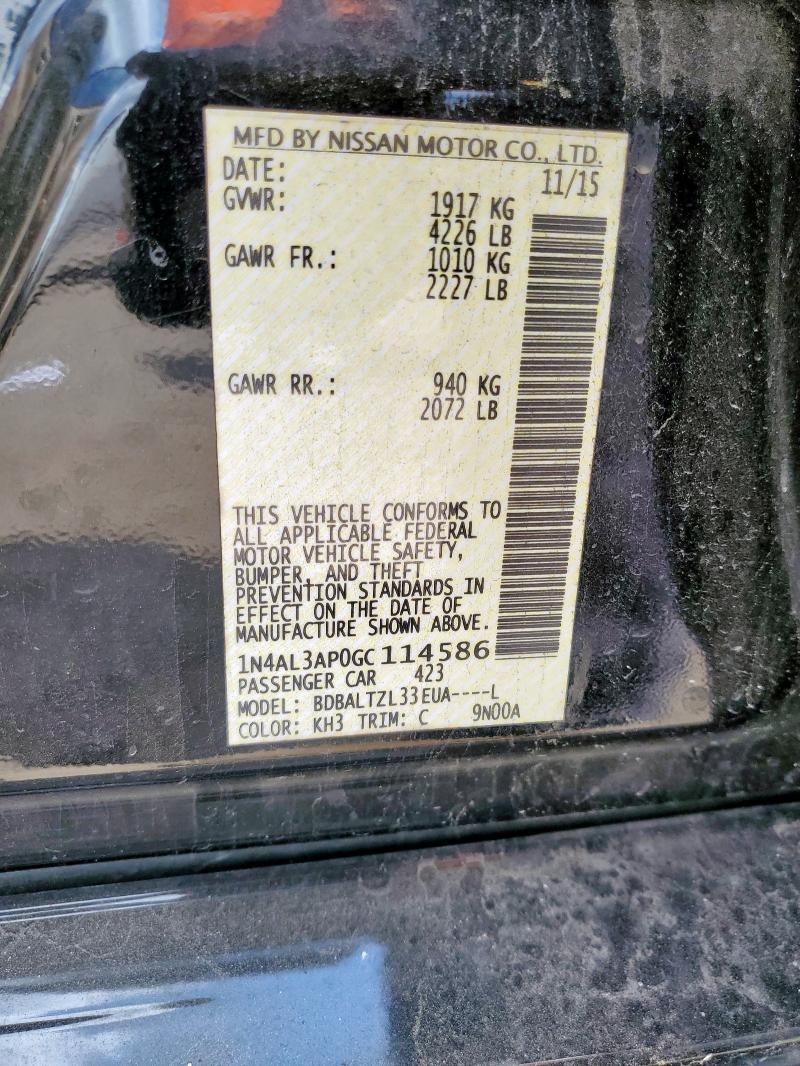 MFD BY NISSAN MOTOR CO., LTD.
DATE: 11/15
GVWR: 1917 KG
4226 LB
GAWR FR.: 1010 KG
2227 LB
GAWR RR.: 940 KG
2072 LB
THIS VEHICLE CONFORMS TO
ALL APPLICABLE FEDERAL
MOTOR VEHICLE SAFETY,
BUMPER, AND THEFT
PREVENTION STANDARDS IN
EFFECT ON THE DATE OF
MANUFACTURE SHOWN ABOVE.
1N4AL3AP0GC114586
PASSENGER CAR 423
MODEL: BDBALTZL33EUA----L
COLOR: KH3 TRIM: C 9N00A